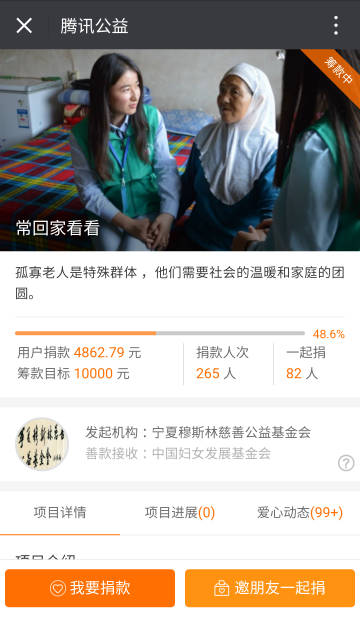 腾讯公益
筹款中
常回家看看
孤寡老人是特殊群体，他们需要社会的温暖和家庭的团
圆。
48.6%
用户捐款 4862.79 元
捐款人次
一起捐
筹款目标 10000 元
265 人
82 人
发起机构：宁夏穆斯林慈善公益基金会
善款接收：中国妇女发展基金会
?
项目详情
项目进展(0)
爱心动态(99+)
项目介绍
我要捐款
邀朋友一起捐